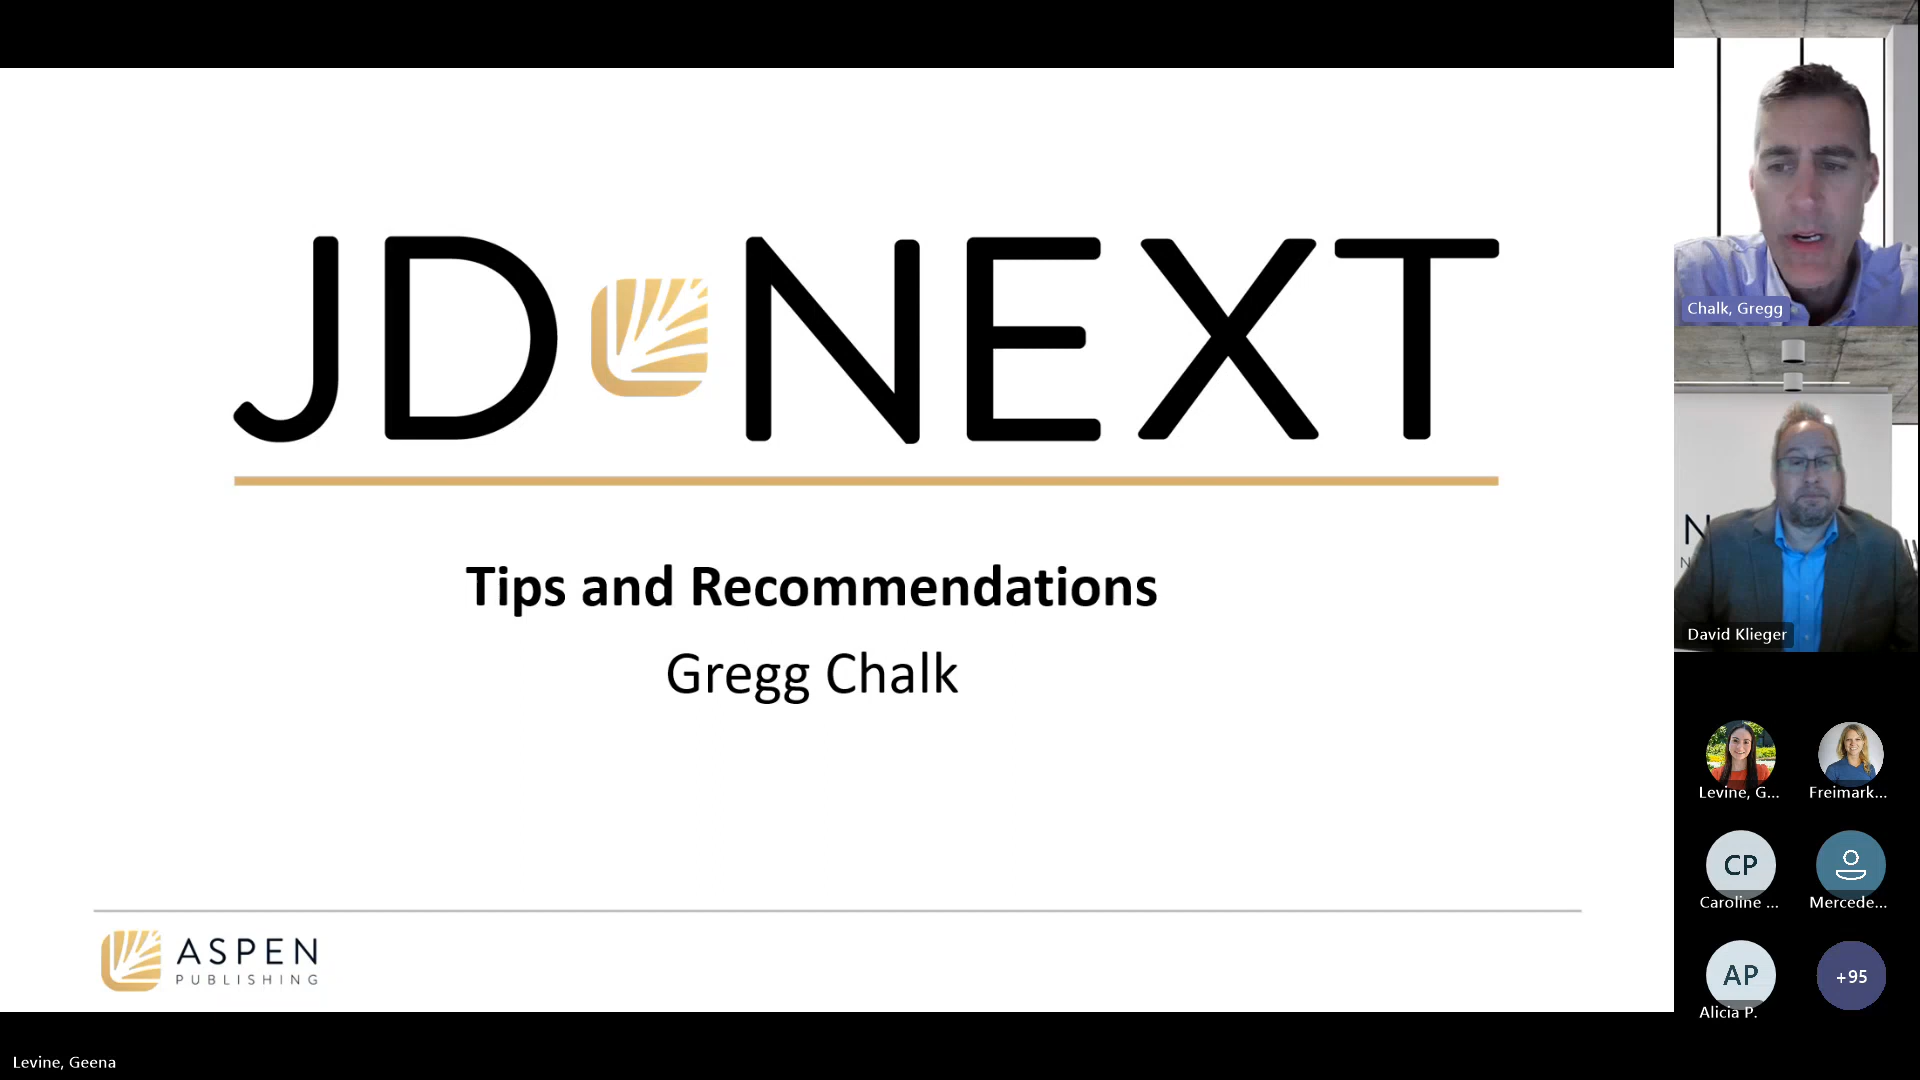 JD NEXT
Tips and Recommendations
Gregg Chalk
ASPEN
PUBLISHING
Levine, Geena
Chalk, Gregg
N
N
David Klieger
Levine, G...
Freimark...
CP
Caroline ...
Mercede...
AP
Alicia P.
+95